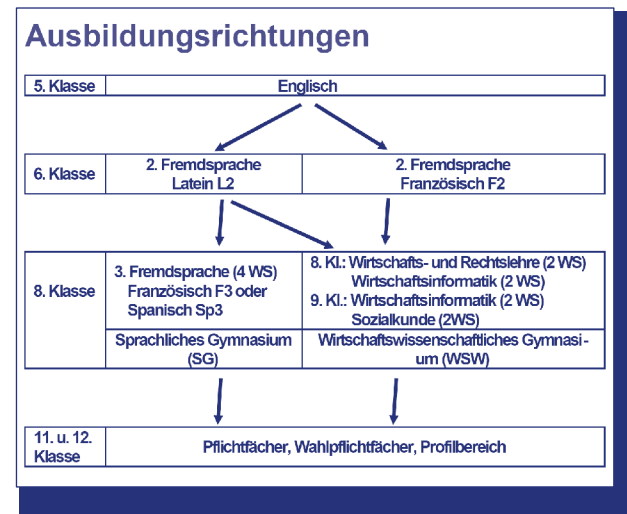 Ausbildungsrichtungen
5. Klasse
Englisch
6. Klasse
2. Fremdsprache
Latein L2
2. Fremdsprache
Französisch F2
8. Klasse
3. Fremdsprache (4 WS)
Französisch F3 oder
Spanisch Sp3
8. Kl.: Wirtschafts- und Rechtslehre (2 WS)
Wirtschaftsinformatik (2 WS)
9. Kl.: Wirtschaftsinformatik (2 WS)
Sozialkunde (2WS)
Sprachliches Gymnasium
(SG)
Wirtschaftswissenschaftliches Gymnasi-
um (WSW)
11. u. 12.
Klasse
Pflichtfächer, Wahlpflichtfächer, Profilbereich